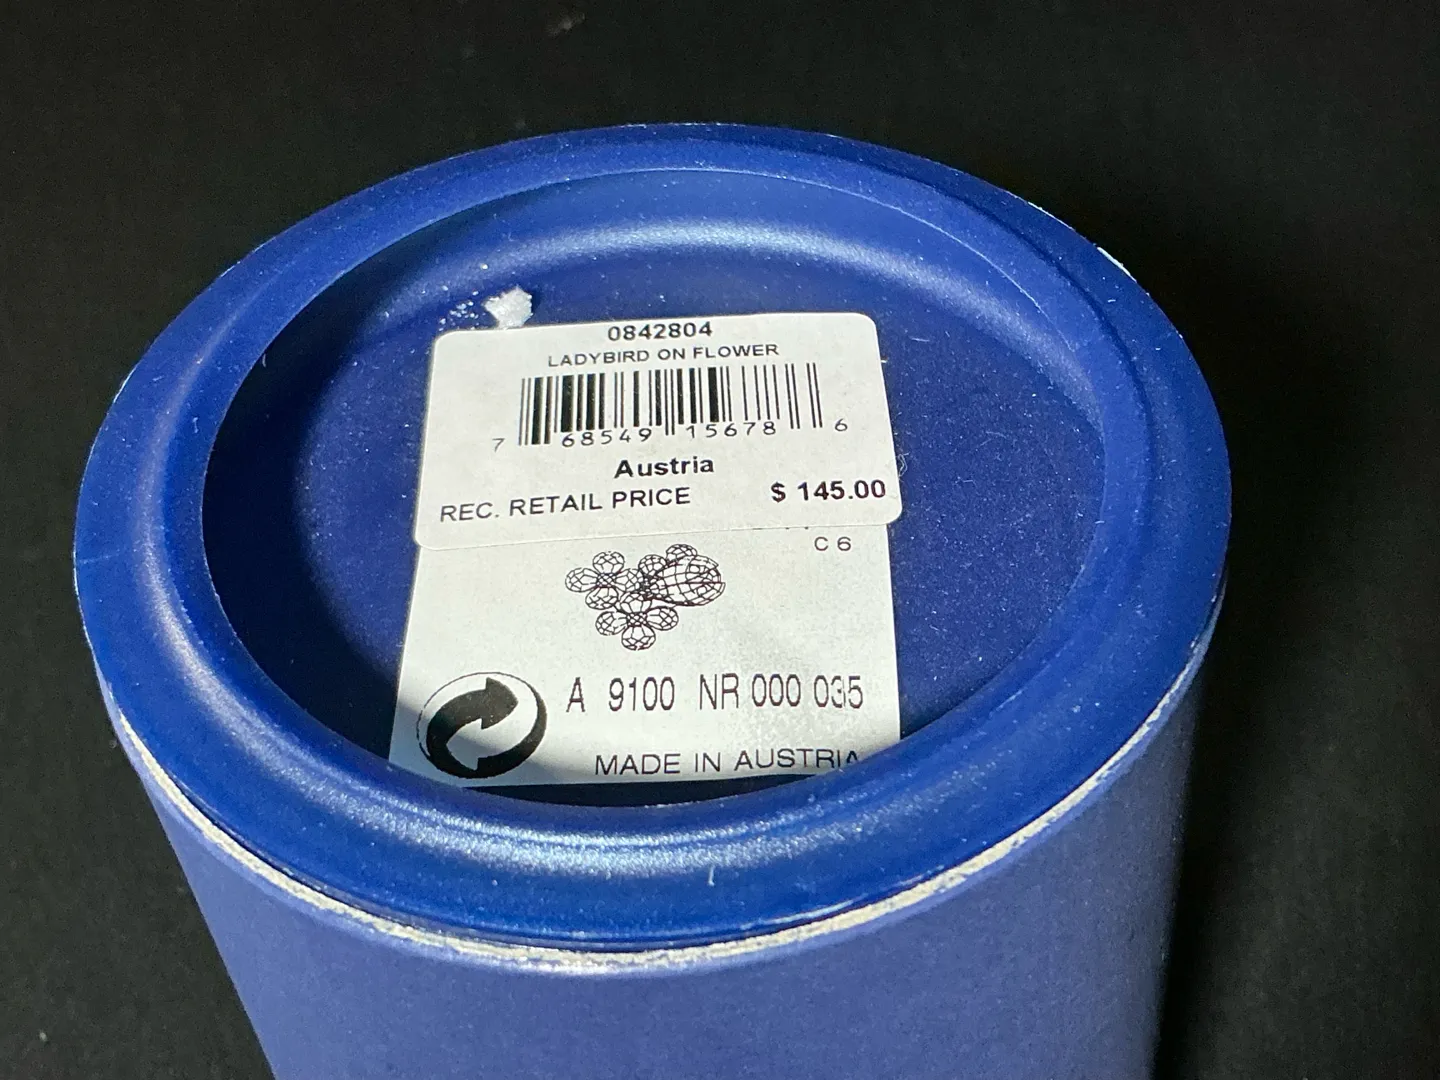 0842804
LADYBIRD ON FLOWER
7 68549 15678 6
Austria
REC. RETAIL PRICE $ 145.00
C 6
A 9100 NR 000 035
MADE IN AUSTRIA